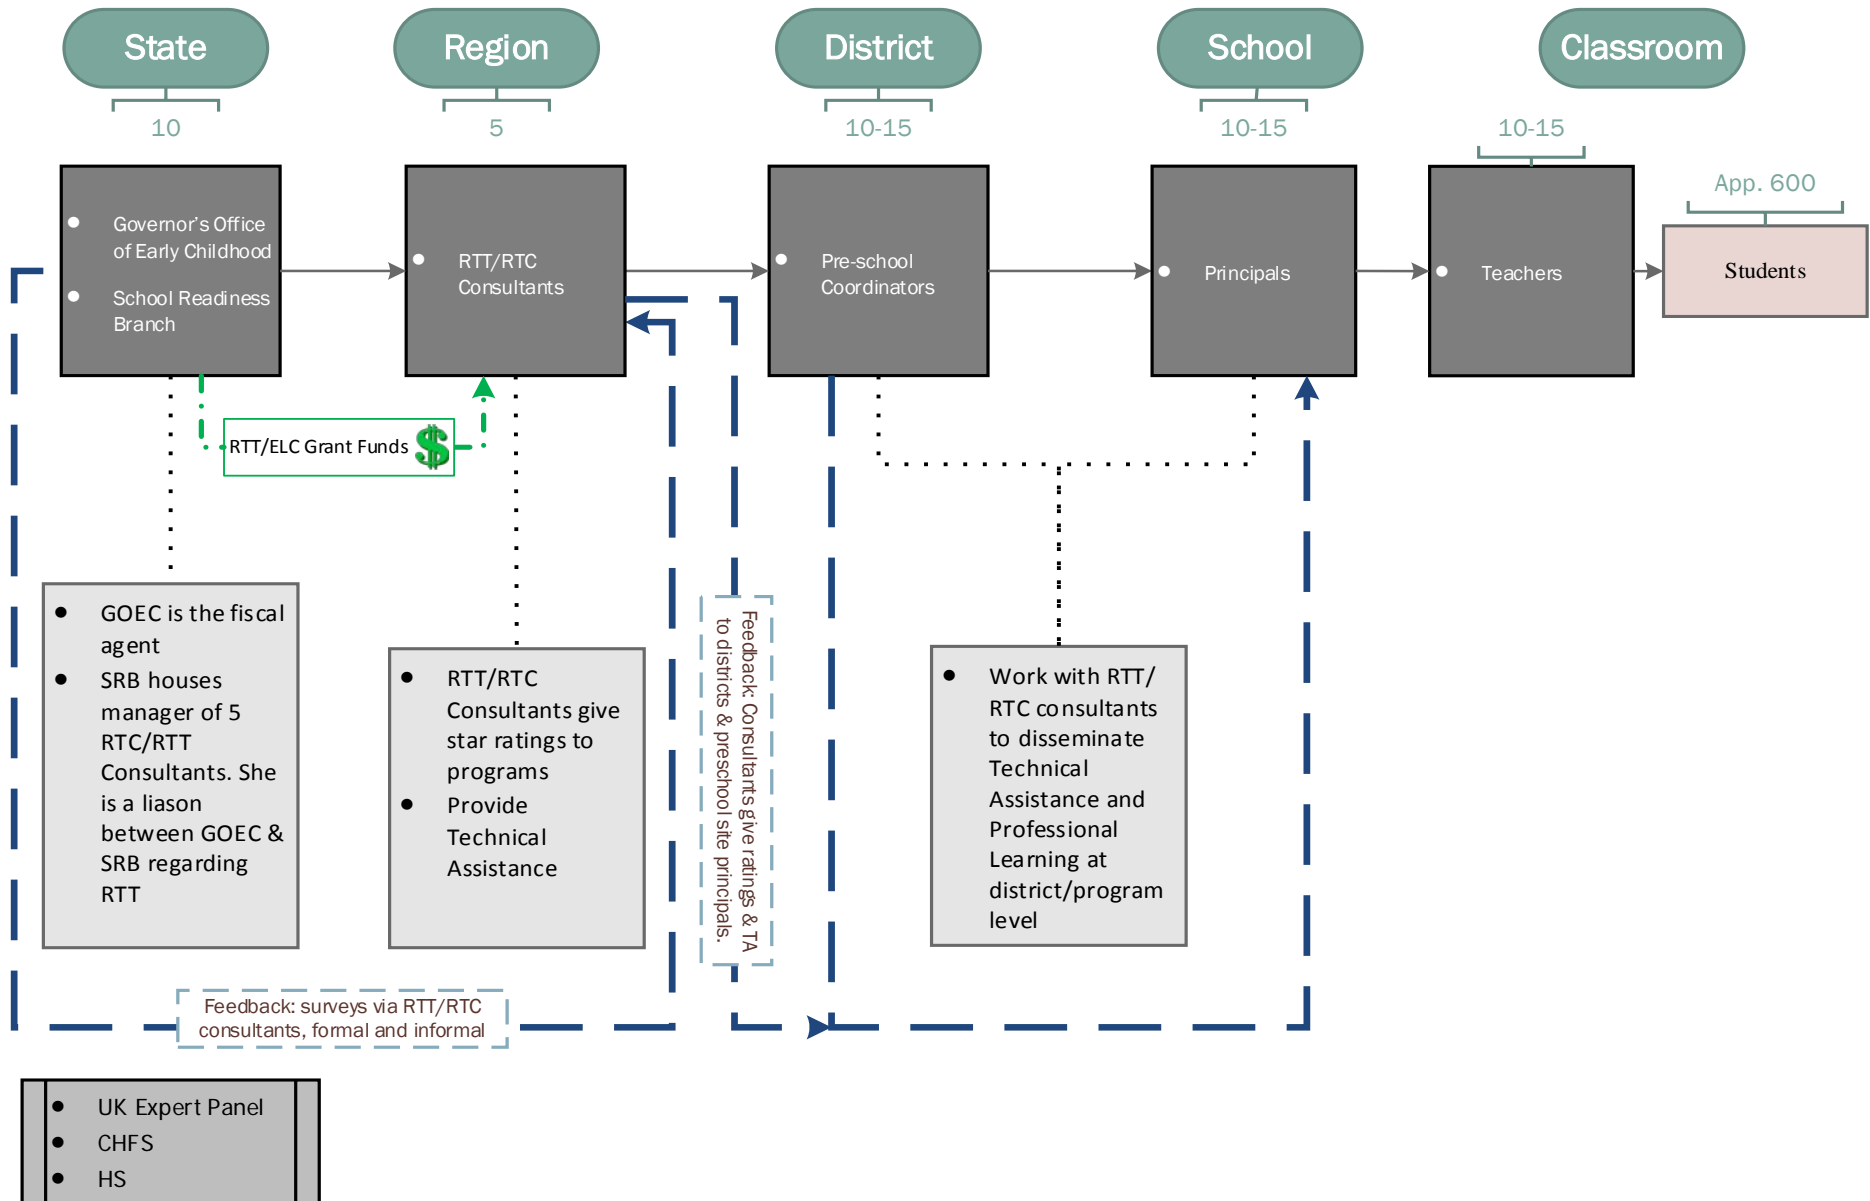 State
Region
District
School
Classroom
10
5
10-15
10-15
10-15
App. 600
Governor's Office
of Early Childhood
School Readiness
Branch
RTT/RTC
Consultants
Pre-school
Coordinators
Principals
Teachers
Students
RTT/ELC Grant Funds $
GOEC is the fiscal
agent
SRB houses
manager of 5
RTC/RTT
Consultants. She
is a liason
between GOEC &
SRB regarding
RTT
RTT/RTC
Consultants give
star ratings to
programs
Provide
Technical
Assistance
Feedback: Consultants give ratings & TA
to districts & preschool site principals.
Work with RTT/
RTC consultants
to disseminate
Technical
Assistance and
Professional
Learning at
district/program
level
Feedback: surveys via RTT/RTC
consultants, formal and informal
UK Expert Panel
CHFS
HS